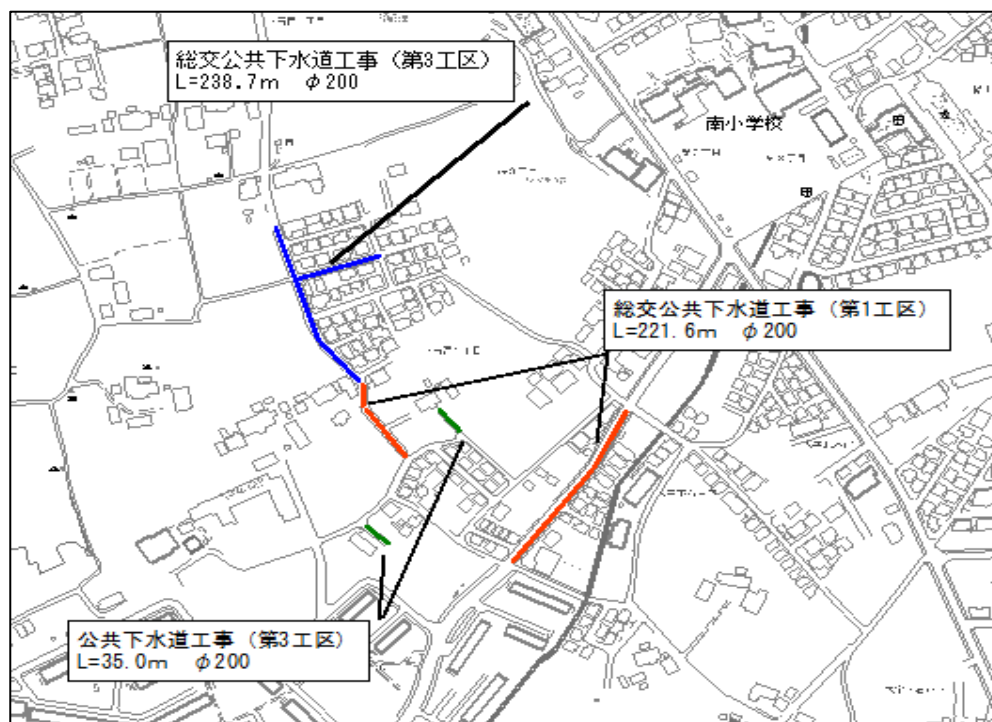 総交公共下水道工事（第3工区）
L=238.7m　φ200
南小学校
総交公共下水道工事（第1工区）
L=221.6m　φ200
公共下水道工事（第3工区）
L=35.0m　φ200